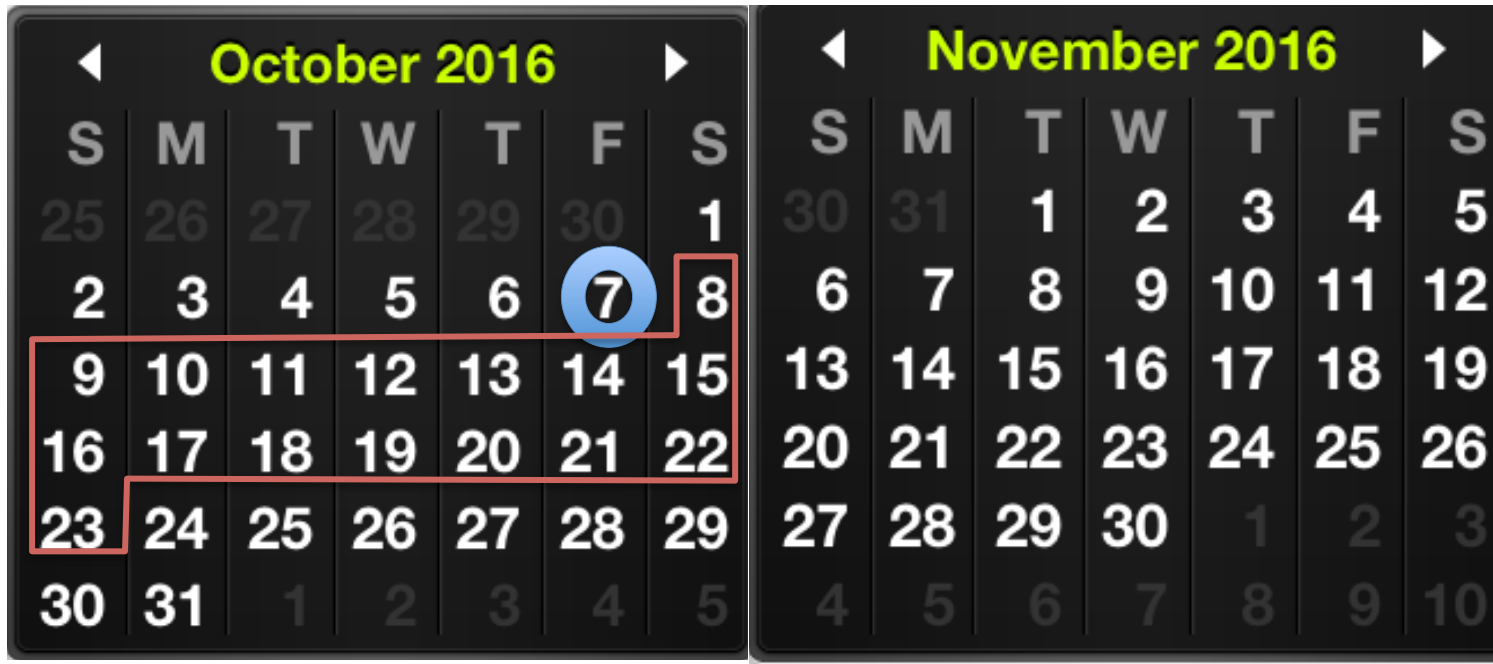 October 2016
S M T W T F S
25 26 27 28 29 30 1
2 3 4 5 6 7 8
9 10 11 12 13 14 15
16 17 18 19 20 21 22
23 24 25 26 27 28 29
30 31 1 2 3 4 5
November 2016
S M T W T F S
30 31 1 2 3 4 5
6 7 8 9 10 11 12
13 14 15 16 17 18 19
20 21 22 23 24 25 26
27 28 29 30 1 2 3
4 5 6 7 8 9 10